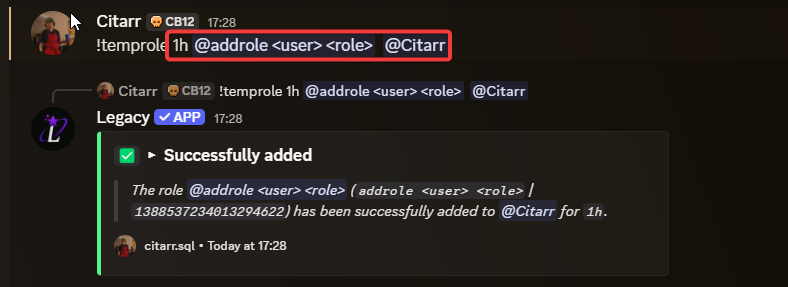 Citarr CB12 17:28
!temprole 1h @addrole <user> <role> @Citarr
Citarr CB12 !temprole 1h @addrole <user> <role> @Citarr
Legacy ✓ APP 17:28
✅ ▸ Successfully added
The role @addrole <user> <role> (addrole <user> <role> |
1388537234013294622) has been successfully added to @Citarr for 1h.
citarr.sql • Today at 17:28